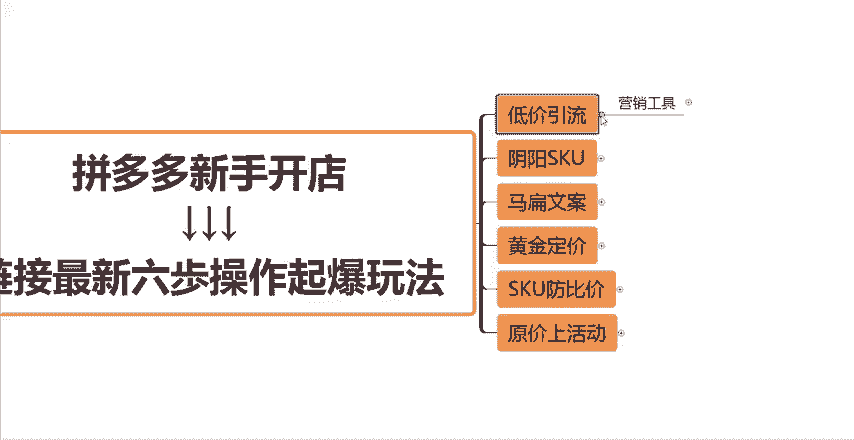 拼多多新手开店
↓↓↓
链接最新六步操作起爆玩法
低价引流
营销工具
阴阳SKU
马扁文案
黄金定价
SKU防比价
原价上活动